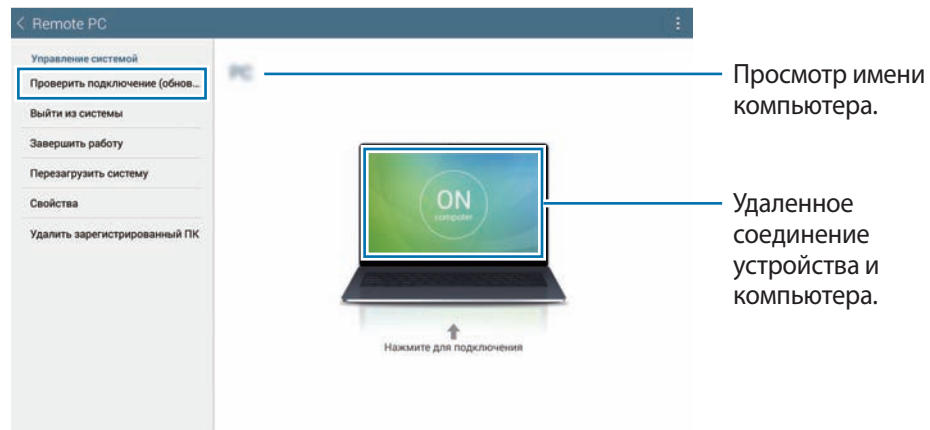 Remote PC
Управление системой
Проверить подключение (обнов...
Выйти из системы
Завершить работу
Перезагрузить систему
Свойства
Удалить зарегистрированный ПК
PC
ON
computer
Нажмите для подключения
Просмотр имени
компьютера.
Удаленное
соединение
устройства и
компьютера.